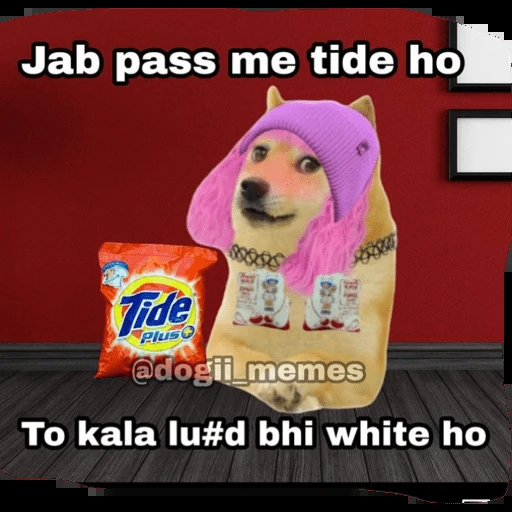 Jab pass me tide ho
Tide
Plus+
@dogii_memes
To kala lu#d bhi white ho